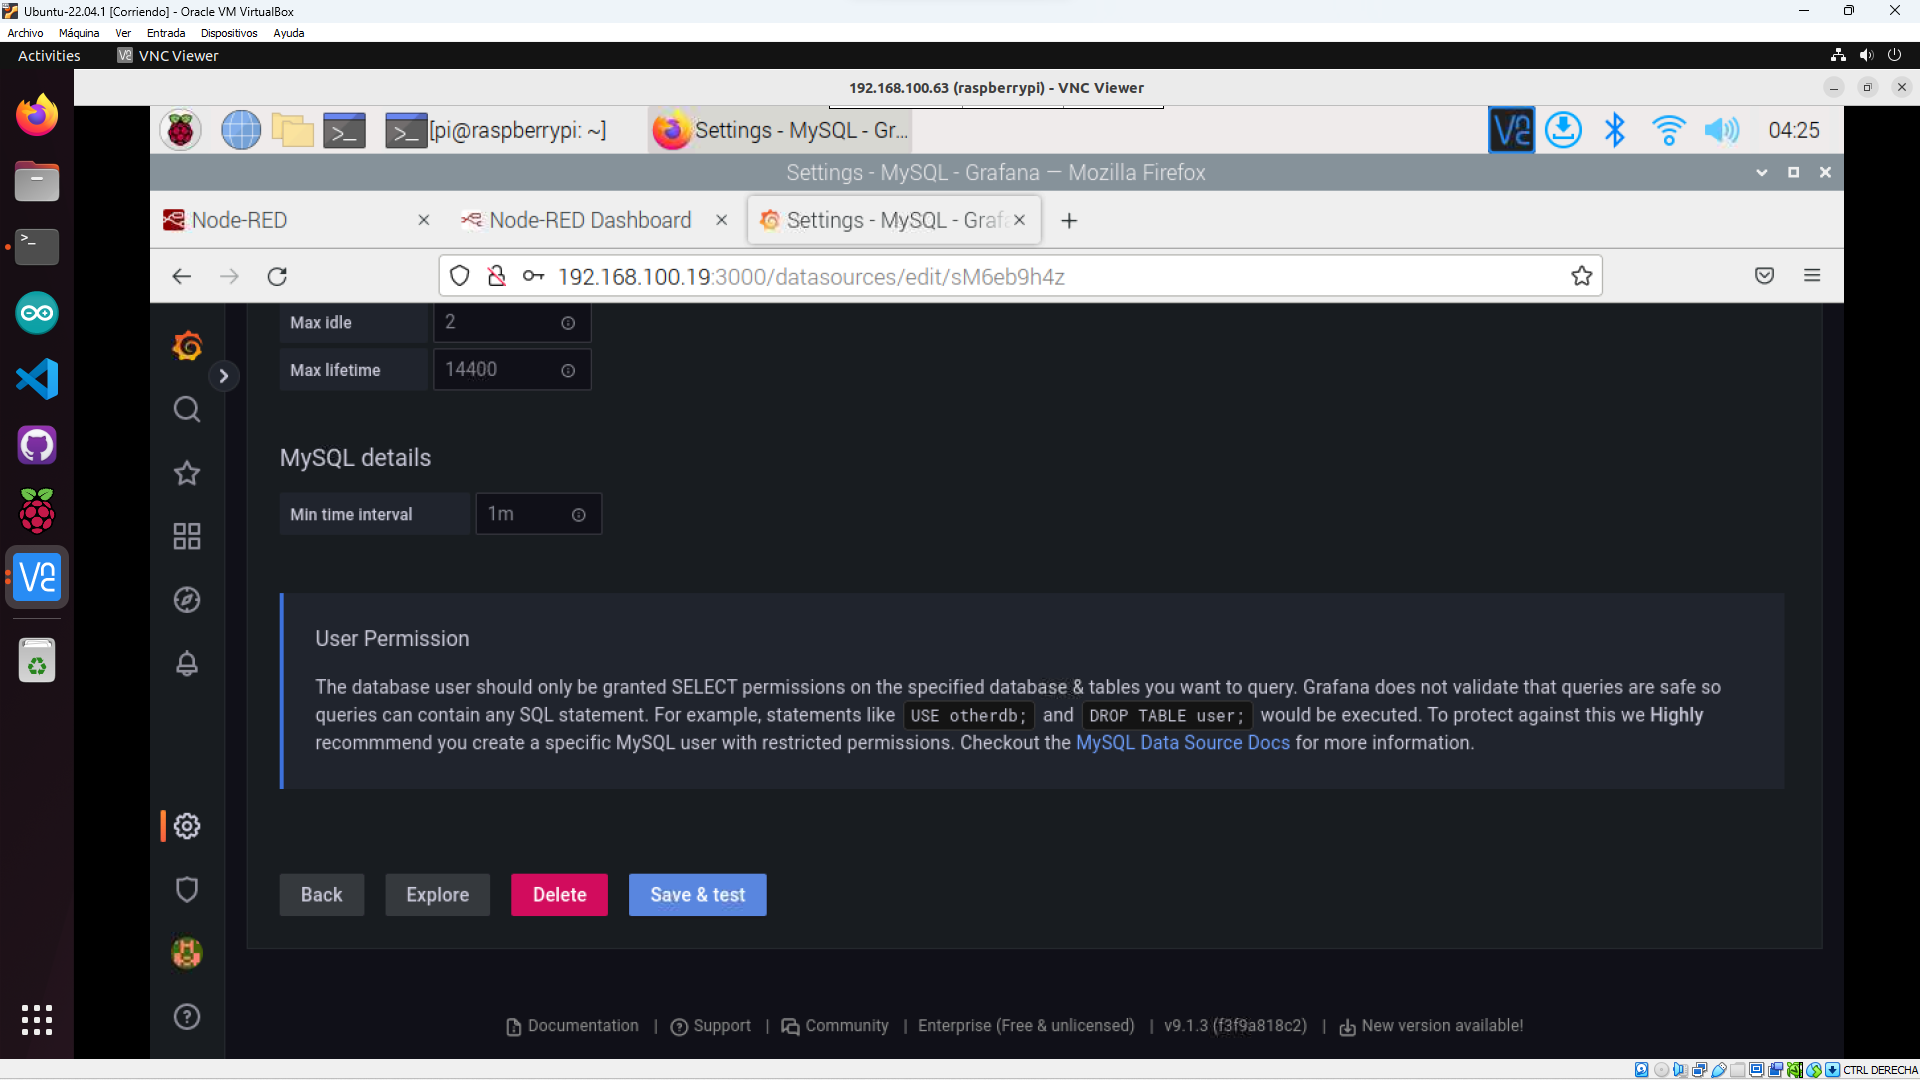 Ubuntu-22.04.1 [Corriendo] - Oracle VM VirtualBox
Archivo Máquina Ver Entrada Dispositivos Ayuda
Activities VNC Viewer
192.168.100.63 (raspberrypi) - VNC Viewer
[pi@raspberrypi: ~] Settings - MySQL - Gr... 04:25
Settings - MySQL - Grafana — Mozilla Firefox
Node-RED Node-RED Dashboard Settings - MySQL - Grafa
192.168.100.19:3000/datasources/edit/sM6eb9h4z
Max idle 2
Max lifetime 14400
MySQL details
Min time interval 1m
User Permission
The database user should only be granted SELECT permissions on the specified database & tables you want to query. Grafana does not validate that queries are safe so
queries can contain any SQL statement. For example, statements like USE otherdb; and DROP TABLE user; would be executed. To protect against this we Highly
recommmend you create a specific MySQL user with restricted permissions. Checkout the MySQL Data Source Docs for more information.
Back Explore Delete Save & test
Documentation | Support | Community | Enterprise (Free & unlicensed) | v9.1.3 (f3f9a818c2) | New version available!
CTRL DERECHA